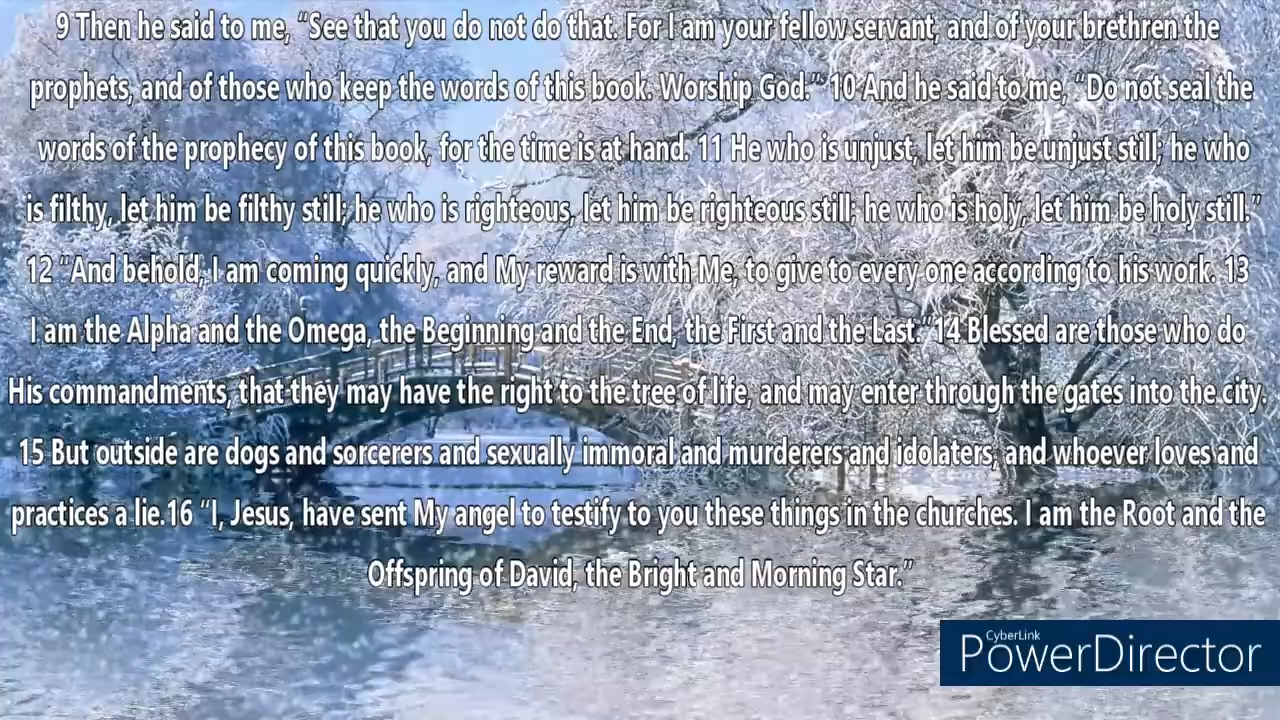 9 Then he said to me, “See that you do not do that. For I am your fellow servant, and of your brethren the
prophets, and of those who keep the words of this book. Worship God.” 10 And he said to me, “Do not seal the
words of the prophecy of this book, for the time is at hand. 11 He who is unjust, let him be unjust still; he who
is filthy, let him be filthy still; he who is righteous, let him be righteous still; he who is holy, let him be holy still.”
12 “And behold, I am coming quickly, and My reward is with Me, to give to every one according to his work. 13
I am the Alpha and the Omega, the Beginning and the End, the First and the Last.”14 Blessed are those who do
His commandments, that they may have the right to the tree of life, and may enter through the gates into the city.
15 But outside are dogs and sorcerers and sexually immoral and murderers and idolaters, and whoever loves and
practices a lie.16 “I, Jesus, have sent My angel to testify to you these things in the churches. I am the Root and the
Offspring of David, the Bright and Morning Star.”
CyberLink
PowerDirector